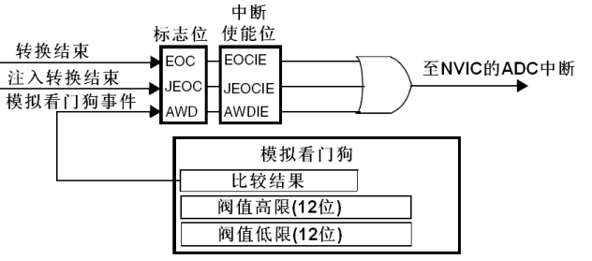 中断
标志位 使能位
转换结束 EOC EOCIE
至NVIC的ADC中断
注入转换结束 JEOC JEOCIE
模拟看门狗事件 AWD AWDIE
模拟看门狗
比较结果
阀值高限(12位)
阀值低限(12位)